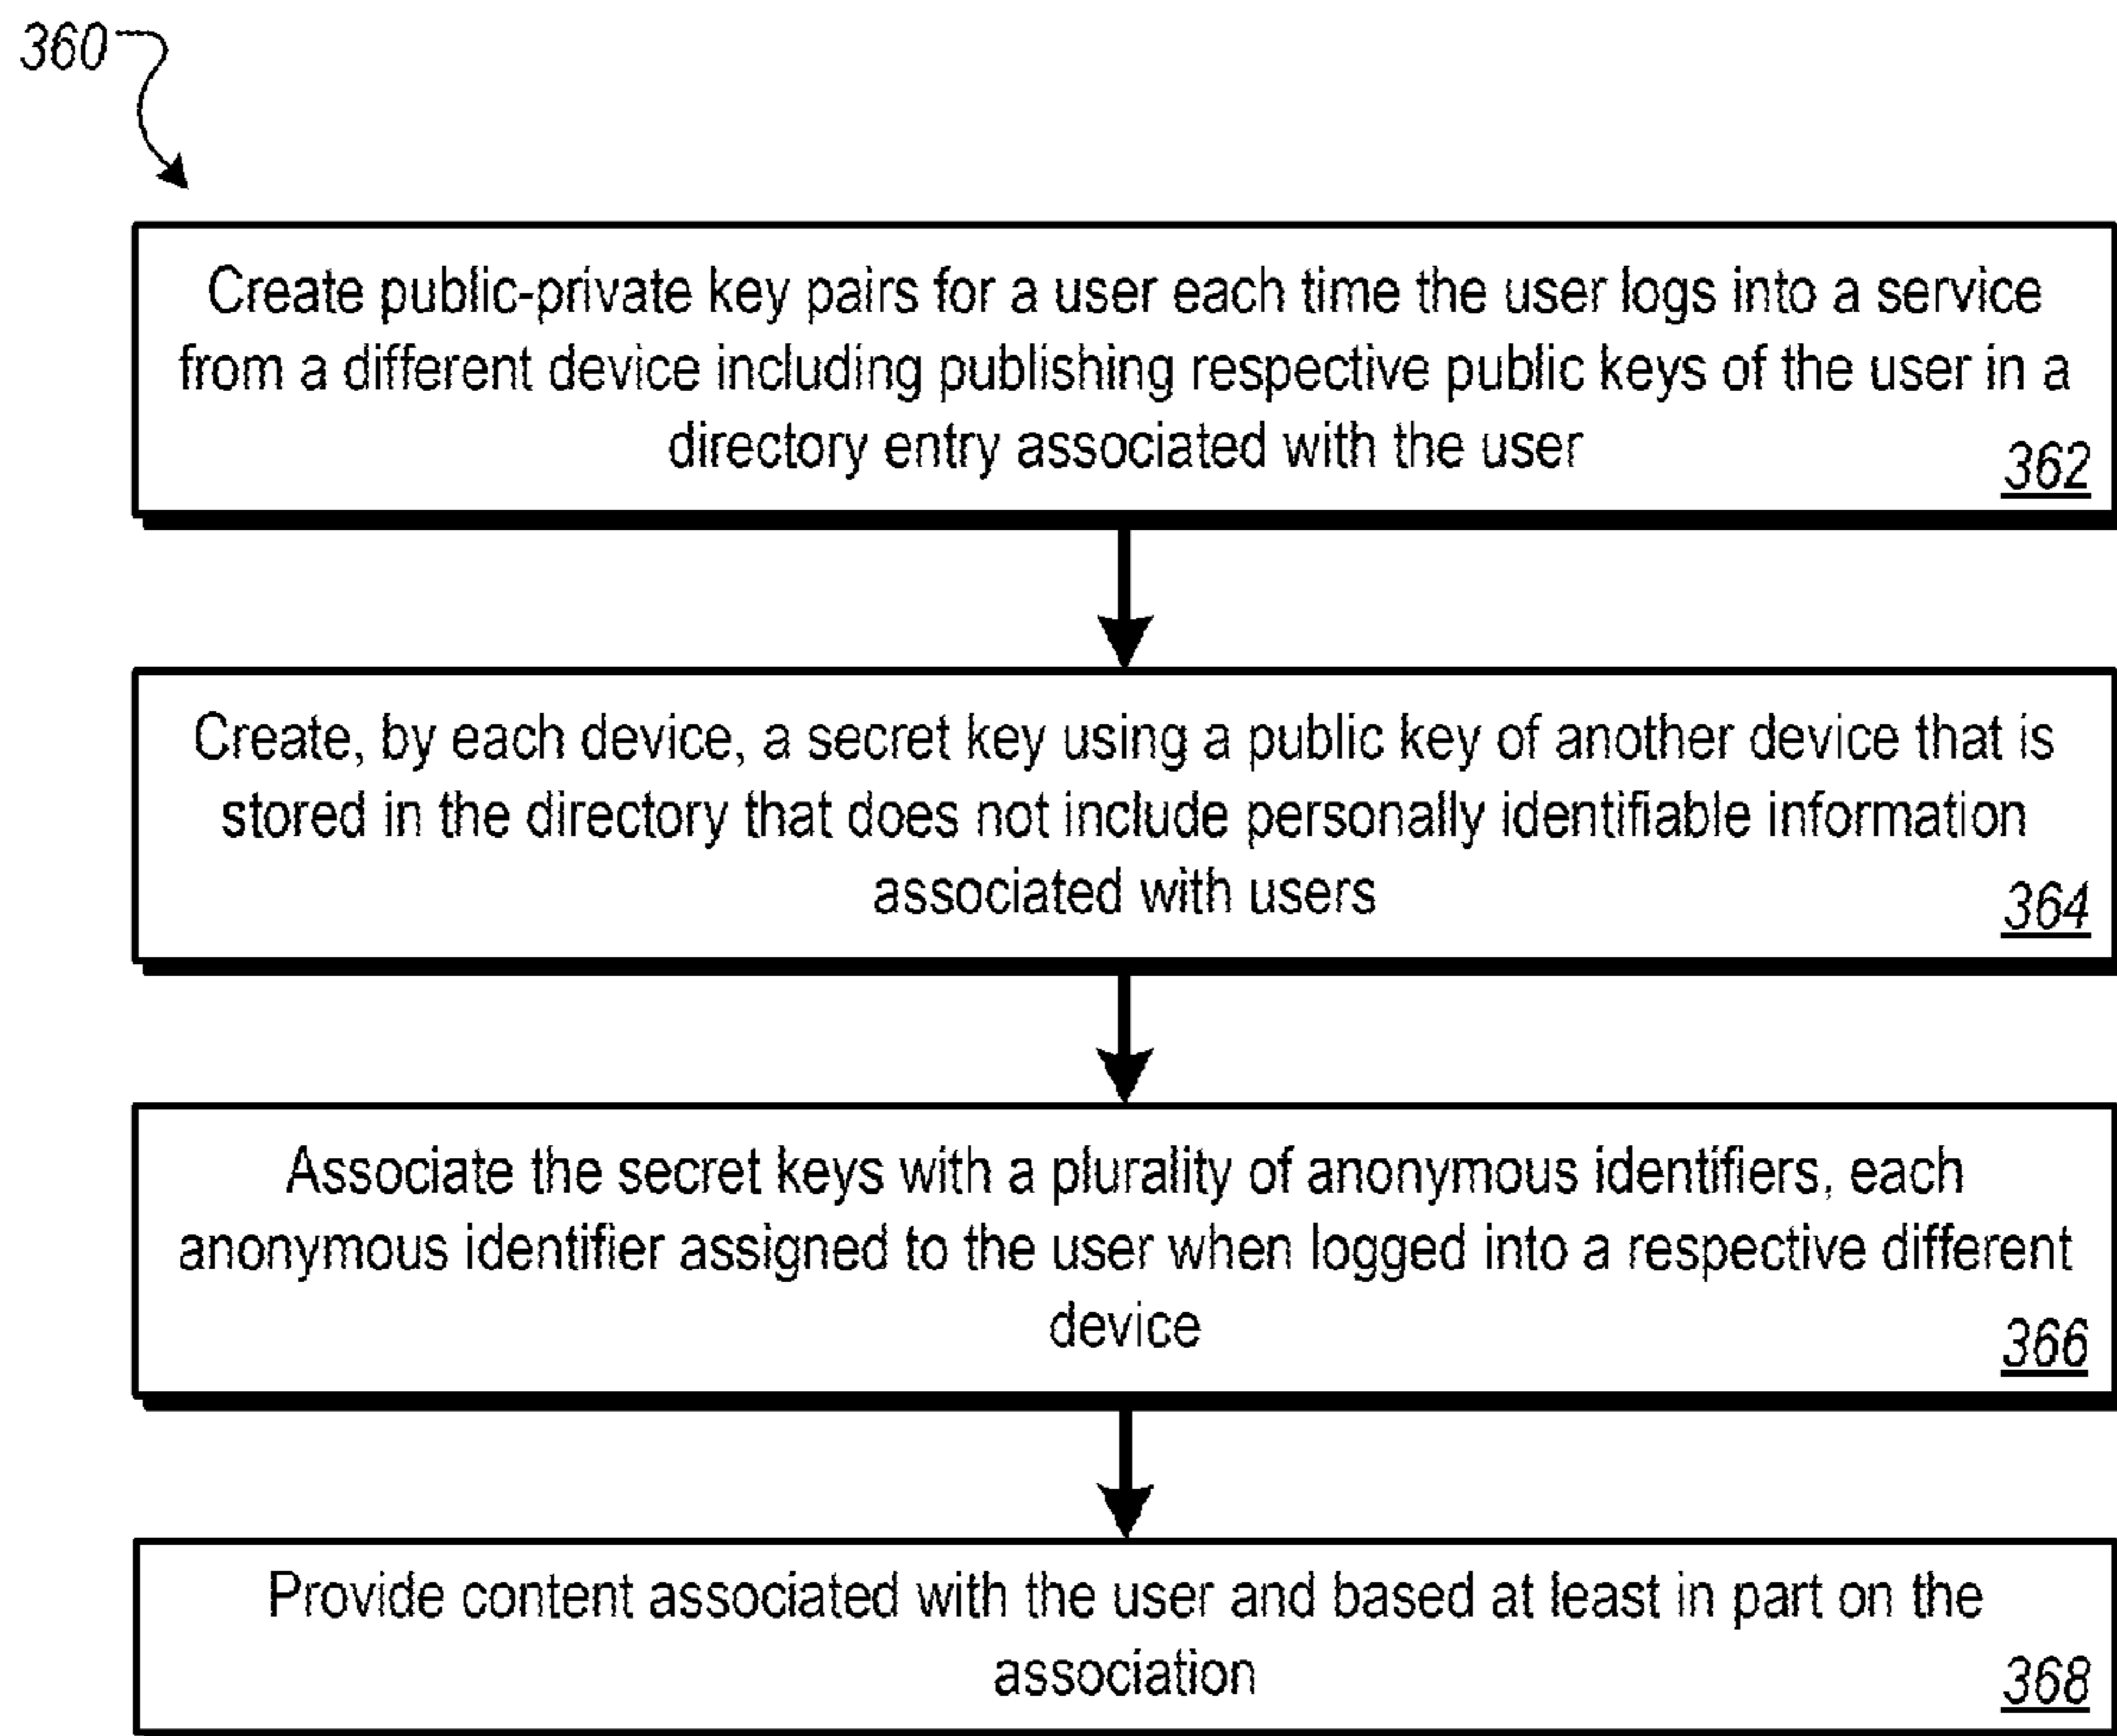 360
Create public-private key pairs for a user each time the user logs into a service
from a different device including publishing respective public keys of the user in a
directory entry associated with the user
362
Create, by each device, a secret key using a public key of another device that is
stored in the directory that does not include personally identifiable information
associated with users
364
Associate the secret keys with a plurality of anonymous identifiers, each
anonymous identifier assigned to the user when logged into a respective different
device
366
Provide content associated with the user and based at least in part on the
association
368